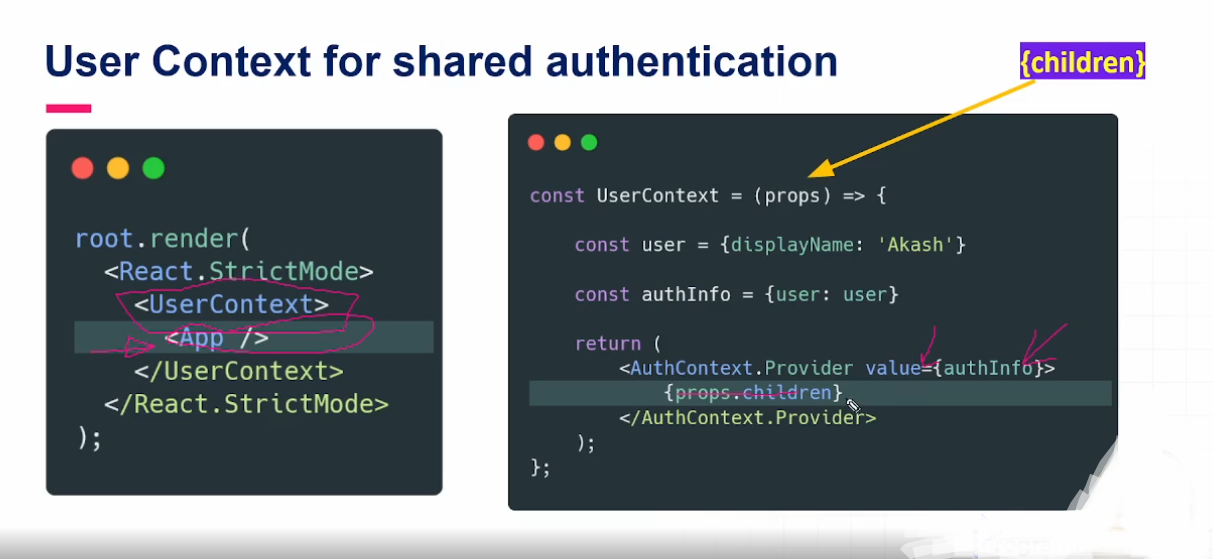 User Context for shared authentication
{children}
root.render(
<React.StrictMode>
<UserContext>
<App />
</UserContext>
</React.StrictMode>
);
const UserContext = (props) => {
const user = {displayName: 'Akash'}
const authInfo = {user: user}
return (
<AuthContext.Provider value={authInfo}>
{props.children}
</AuthContext.Provider>
);
};